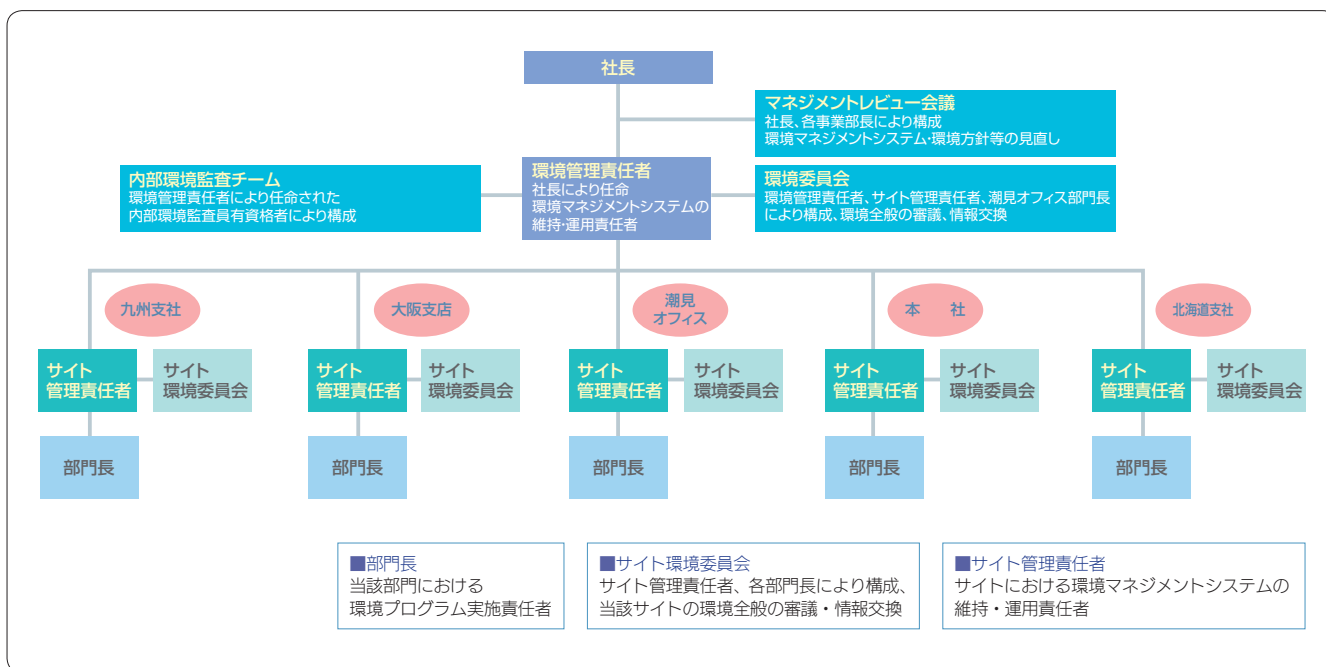 社長
マネジメントレビュー会議
社長、各事業部長により構成
環境マネジメントシステム・環境方針等の見直し
内部環境監査チーム
環境管理責任者により任命された
内部環境監査員有資格者により構成
環境管理責任者
社長により任命
環境マネジメントシステムの
維持・運用責任者
環境委員会
環境管理責任者、サイト管理責任者、潮見オフィス部門長
により構成、環境全般の審議、情報交換
九州支社
大阪支店
潮見
オフィス
本　社
北海道支社
サイト
管理責任者
サイト
環境委員会
サイト
管理責任者
サイト
環境委員会
サイト
管理責任者
サイト
環境委員会
サイト
管理責任者
サイト
環境委員会
サイト
管理責任者
サイト
環境委員会
部門長
部門長
部門長
部門長
部門長
■部門長
当該部門における
環境プログラム実施責任者
■サイト環境委員会
サイト管理責任者、各部門長により構成、
当該サイトの環境全般の審議・情報交換
■サイト管理責任者
サイトにおける環境マネジメントシステムの
維持・運用責任者